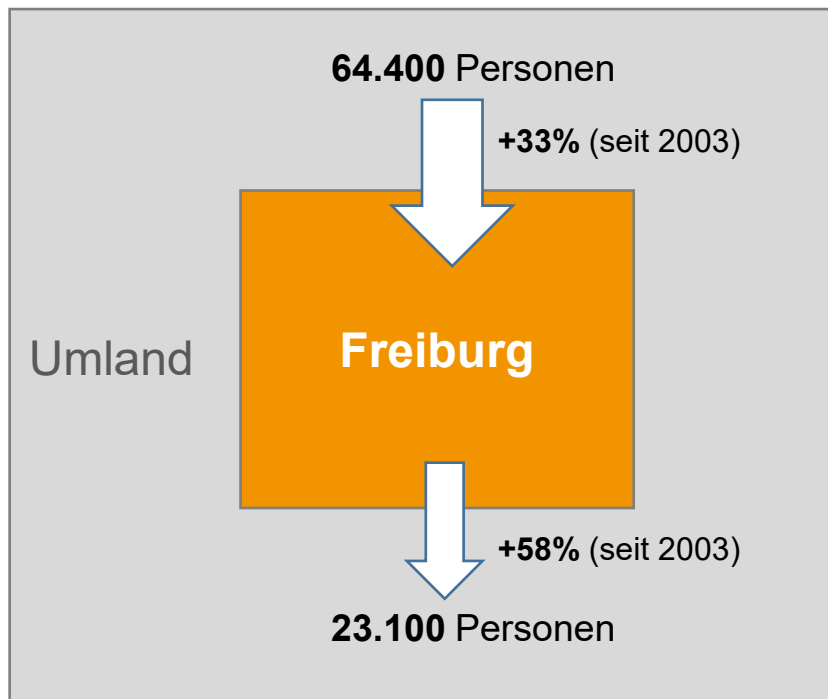 64.400 Personen
+33% (seit 2003)
Umland
Freiburg
+58% (seit 2003)
23.100 Personen